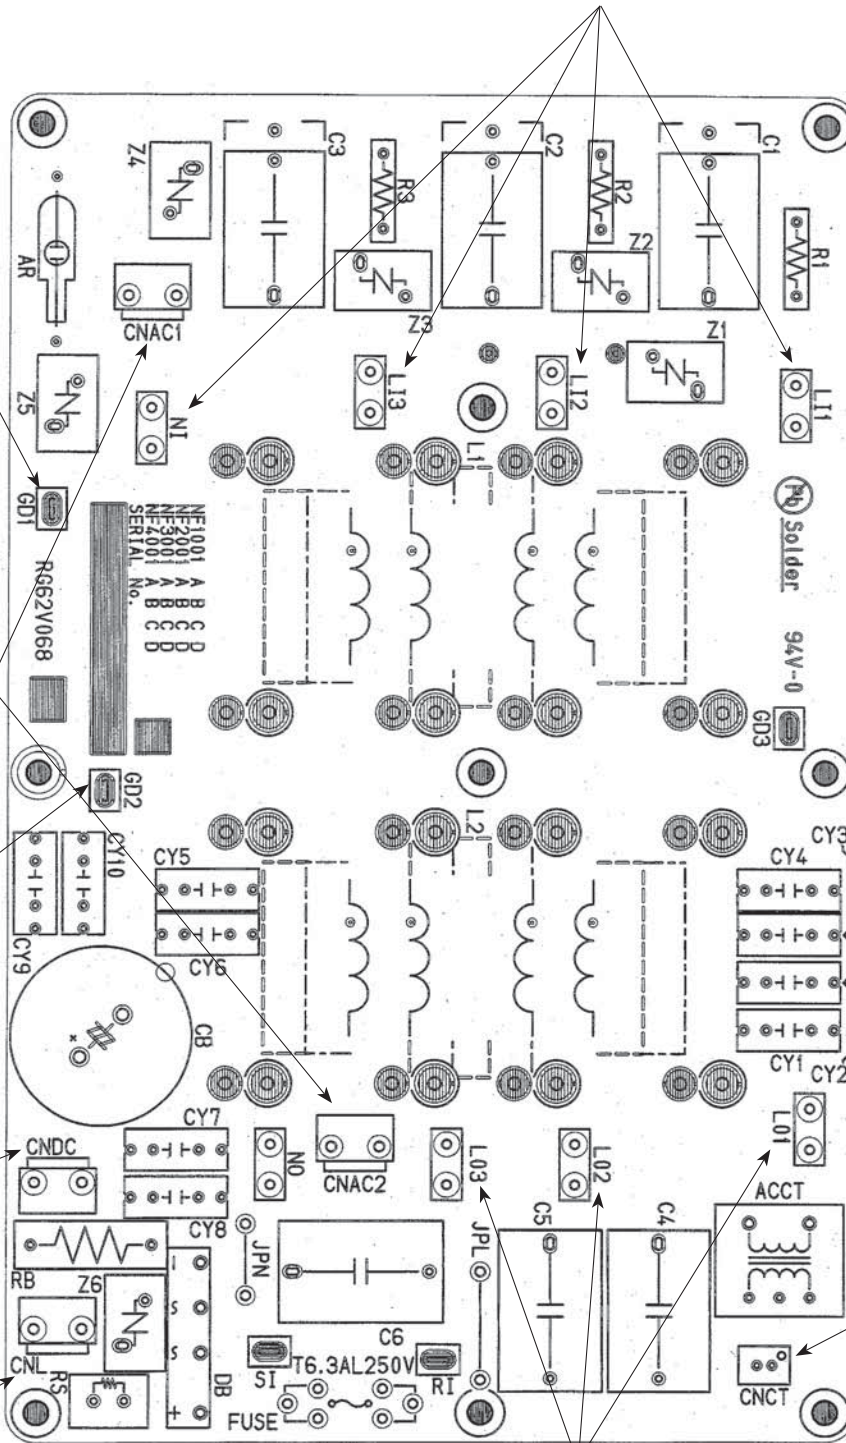 C3
C2
C1
Z4
R3
R2
R1
Z2
AR
CNAC1
Z3
Z1
Z5
NI
LI3
LI2
LI1
L1
GD1
Pb Solder
NF1001 A B C D
NF2001 A B C D
NF3001 A B C D
NF4001 A B C D
SERIAL No.
RG62V068
94V-0
GD3
GD2
L2
CY10
CY5
CY3
CY4
CY9
CY6
CB
CY1
CY2
CY7
CNDC
NO
CNAC2
LO3
LO2
LO1
CY8
ACCT
C5
C4
JPN
JPL
RB
Z6
I
S
S
+
C6
CNL
RS
DB
SI
T6.3AL250V
RI
CNCT
FUSE